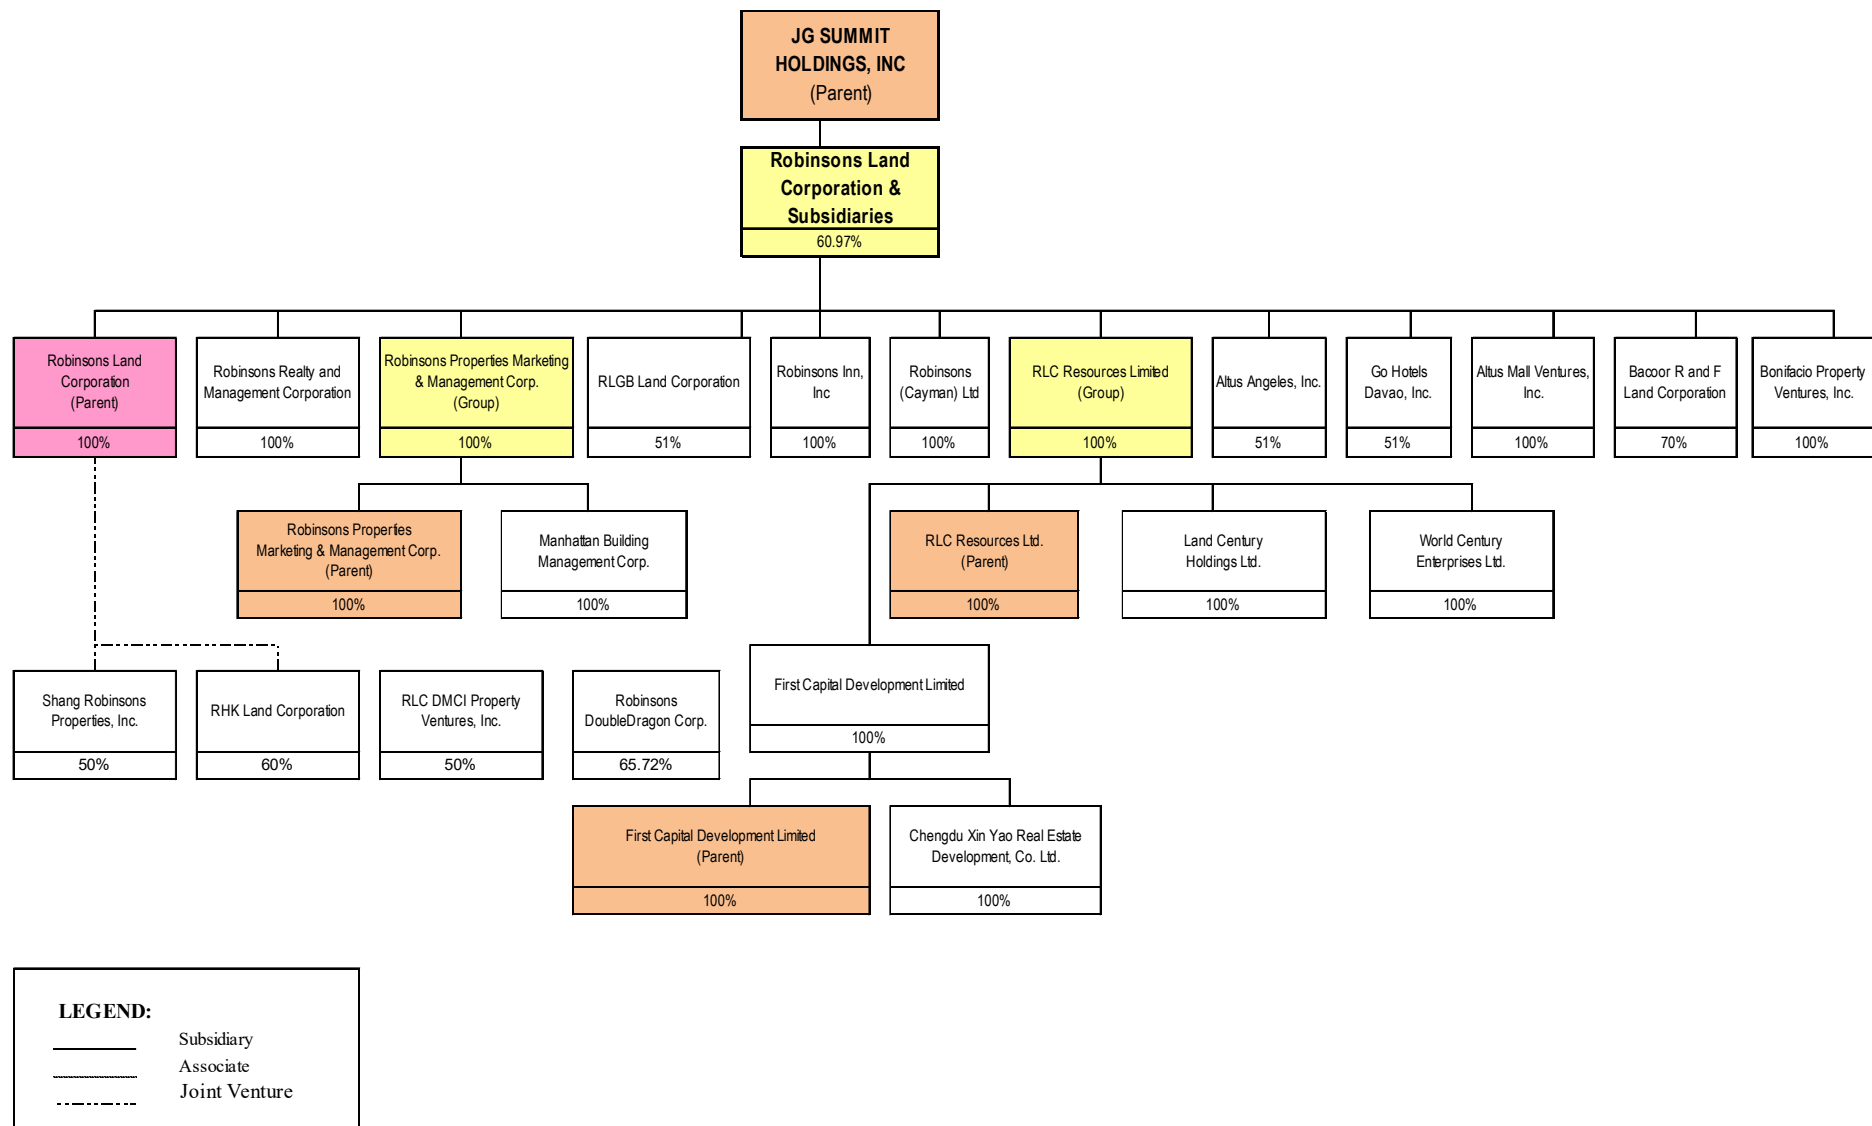 JG SUMMIT
HOLDINGS, INC
(Parent)
Robinsons Land
Corporation &
Subsidiaries
60.97%
Robinsons Land
Corporation
(Parent)
100%
Robinsons Realty and
Management Corporation
100%
Robinsons Properties Marketing
& Management Corp.
(Group)
100%
RLGB Land Corporation
51%
Robinsons Inn,
Inc
100%
Robinsons
(Cayman) Ltd
100%
RLC Resources Limited
(Group)
100%
Altus Angeles, Inc.
51%
Go Hotels
Davao, Inc.
51%
Altus Mall Ventures,
Inc.
100%
Bacoor R and F
Land Corporation
70%
Bonifacio Property
Ventures, Inc.
100%
Robinsons Properties
Marketing & Management Corp.
(Parent)
100%
Manhattan Building
Management Corp.
100%
RLC Resources Ltd.
(Parent)
100%
Land Century
Holdings Ltd.
100%
World Century
Enterprises Ltd.
100%
Shang Robinsons
Properties, Inc.
50%
RHK Land Corporation
60%
RLC DMCI Property
Ventures, Inc.
50%
Robinsons
DoubleDragon Corp.
65.72%
First Capital Development Limited
100%
First Capital Development Limited
(Parent)
100%
Chengdu Xin Yao Real Estate
Development, Co. Ltd.
100%
LEGEND:
Subsidiary
Associate
Joint Venture